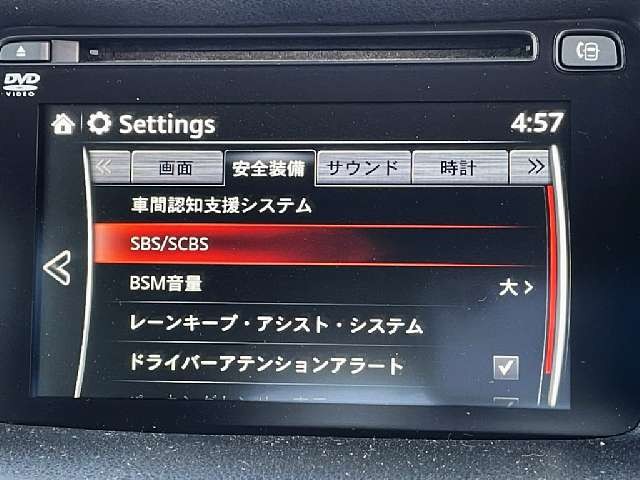 DVD
VIDEO
Settings
4:57
画面 安全装備 サウンド 時計
車間認知支援システム
SBS/SCBS
BSM音量 大
レーンキープ・アシスト・システム
ドライバーアテンションアラート